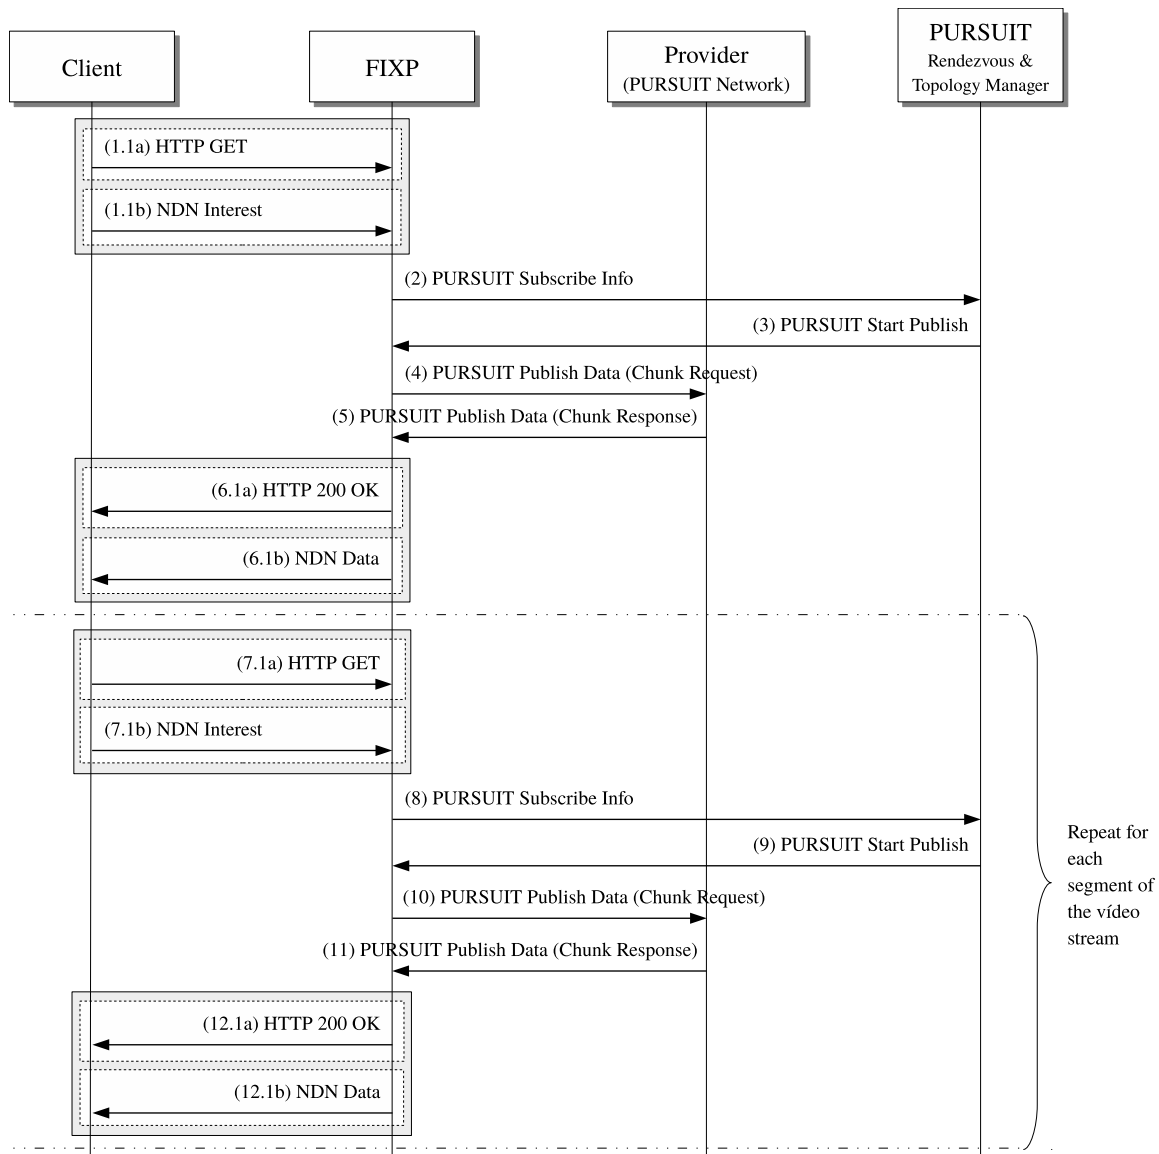 Client
FIXP
Provider
(PURSUIT Network)
PURSUIT
Rendezvous &
Topology Manager
(1.1a) HTTP GET
(1.1b) NDN Interest
(2) PURSUIT Subscribe Info
(3) PURSUIT Start Publish
(4) PURSUIT Publish Data (Chunk Request)
(5) PURSUIT Publish Data (Chunk Response)
(6.1a) HTTP 200 OK
(6.1b) NDN Data
(7.1a) HTTP GET
(7.1b) NDN Interest
(8) PURSUIT Subscribe Info
(9) PURSUIT Start Publish
(10) PURSUIT Publish Data (Chunk Request)
(11) PURSUIT Publish Data (Chunk Response)
(12.1a) HTTP 200 OK
(12.1b) NDN Data
Repeat for
each
segment of
the vídeo
stream